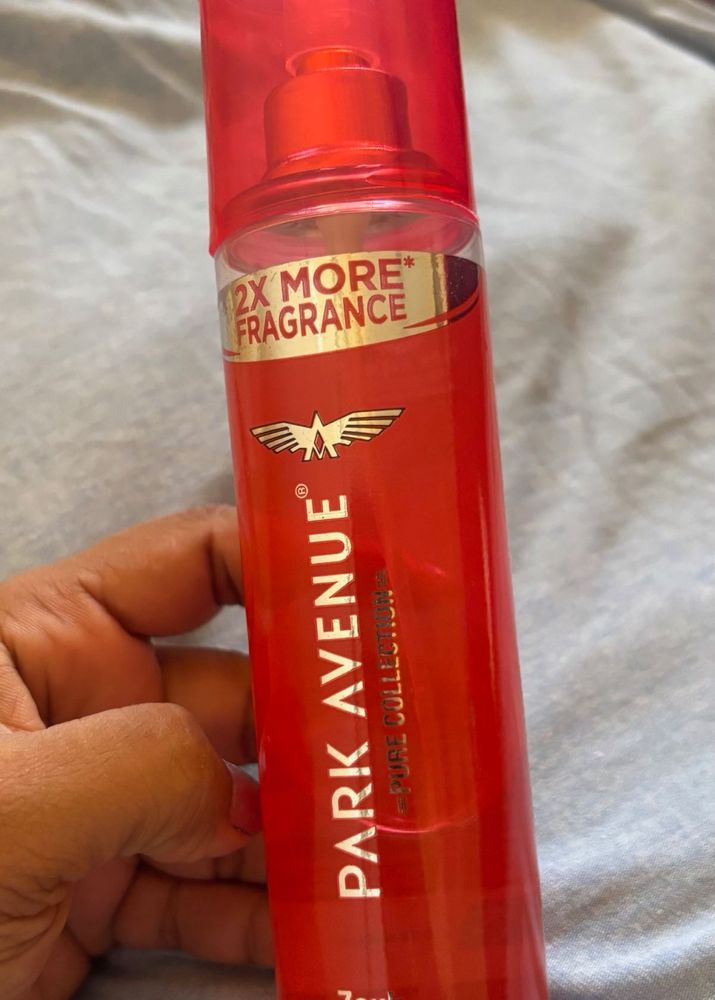 2X MORE*
FRAGRANCE
PARK AVENUE®
PURE COLLECTION